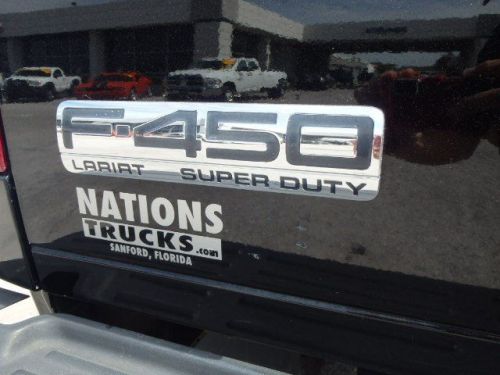 F-450
LARIAT SUPER DUTY
NATIONS
TRUCKS.com
SANFORD, FLORIDA